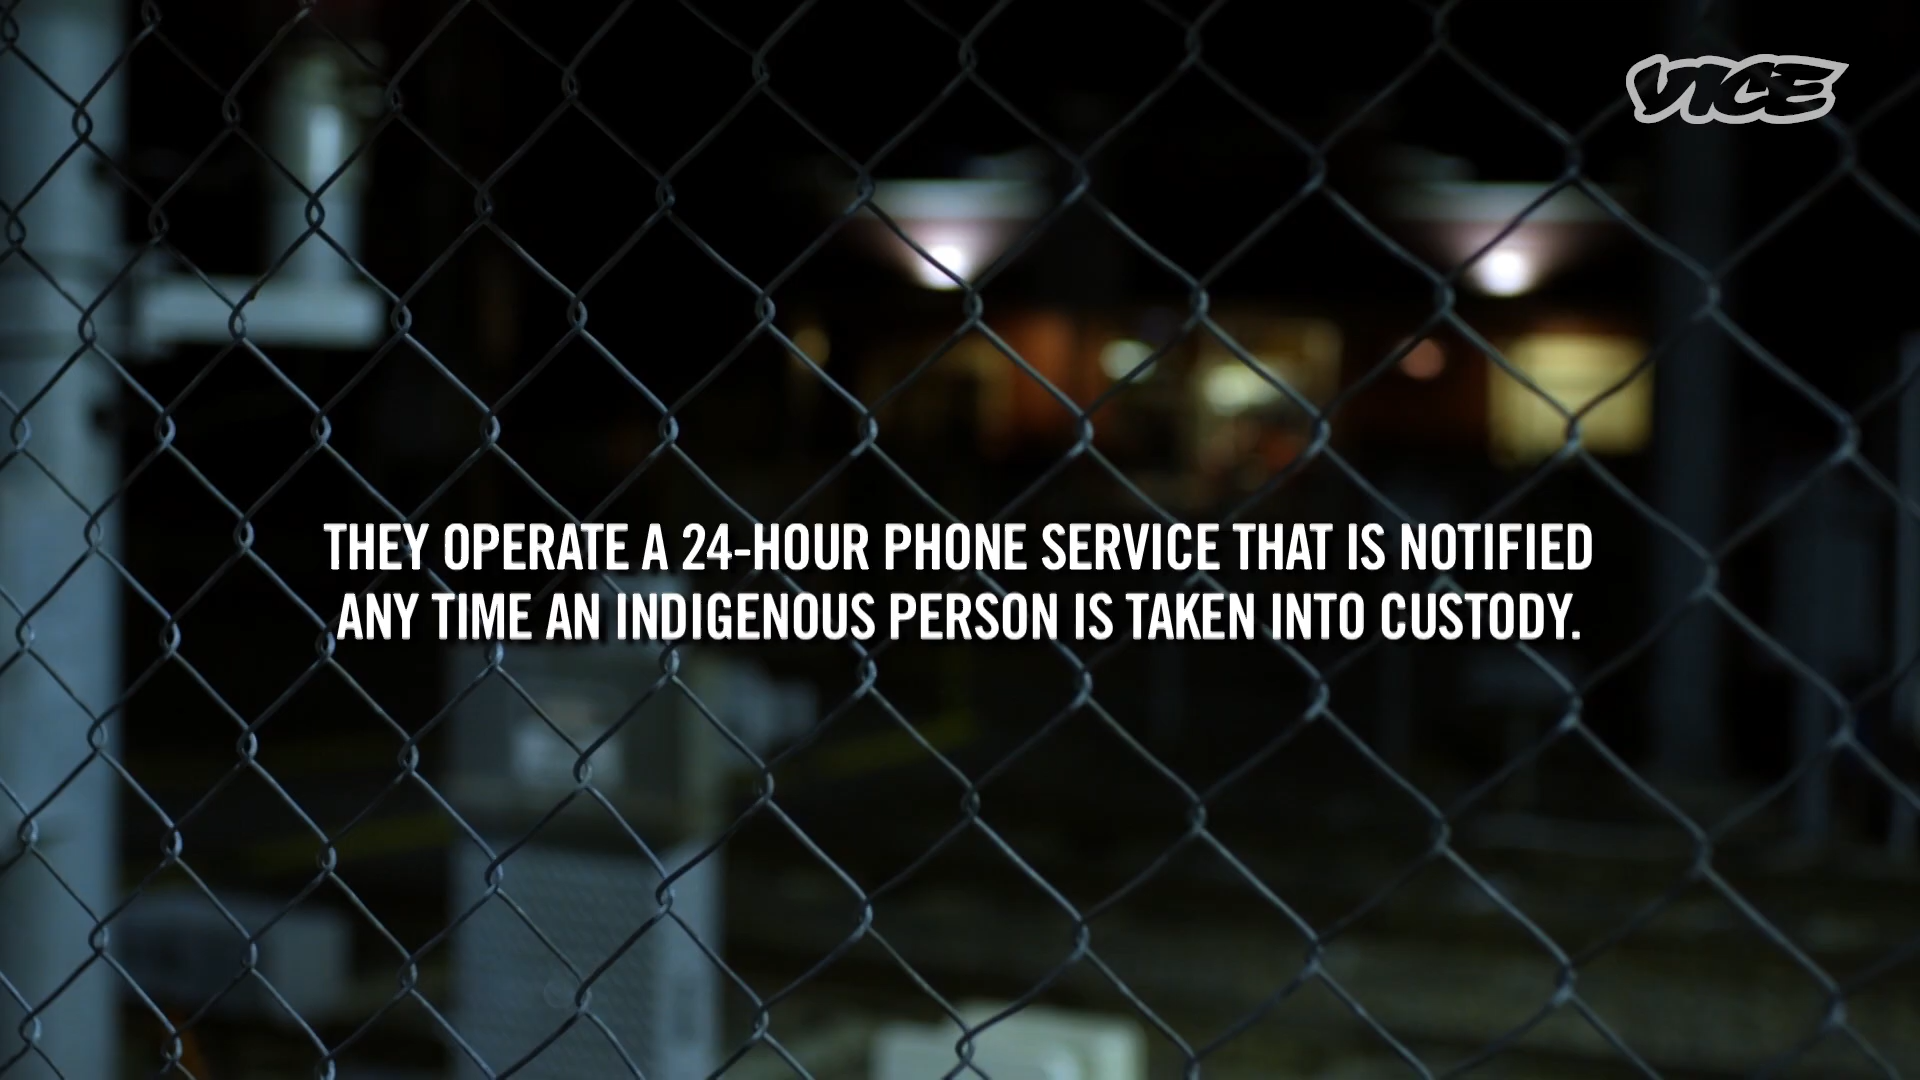 VICE
THEY OPERATE A 24-HOUR PHONE SERVICE THAT IS NOTIFIED
ANY TIME AN INDIGENOUS PERSON IS TAKEN INTO CUSTODY.